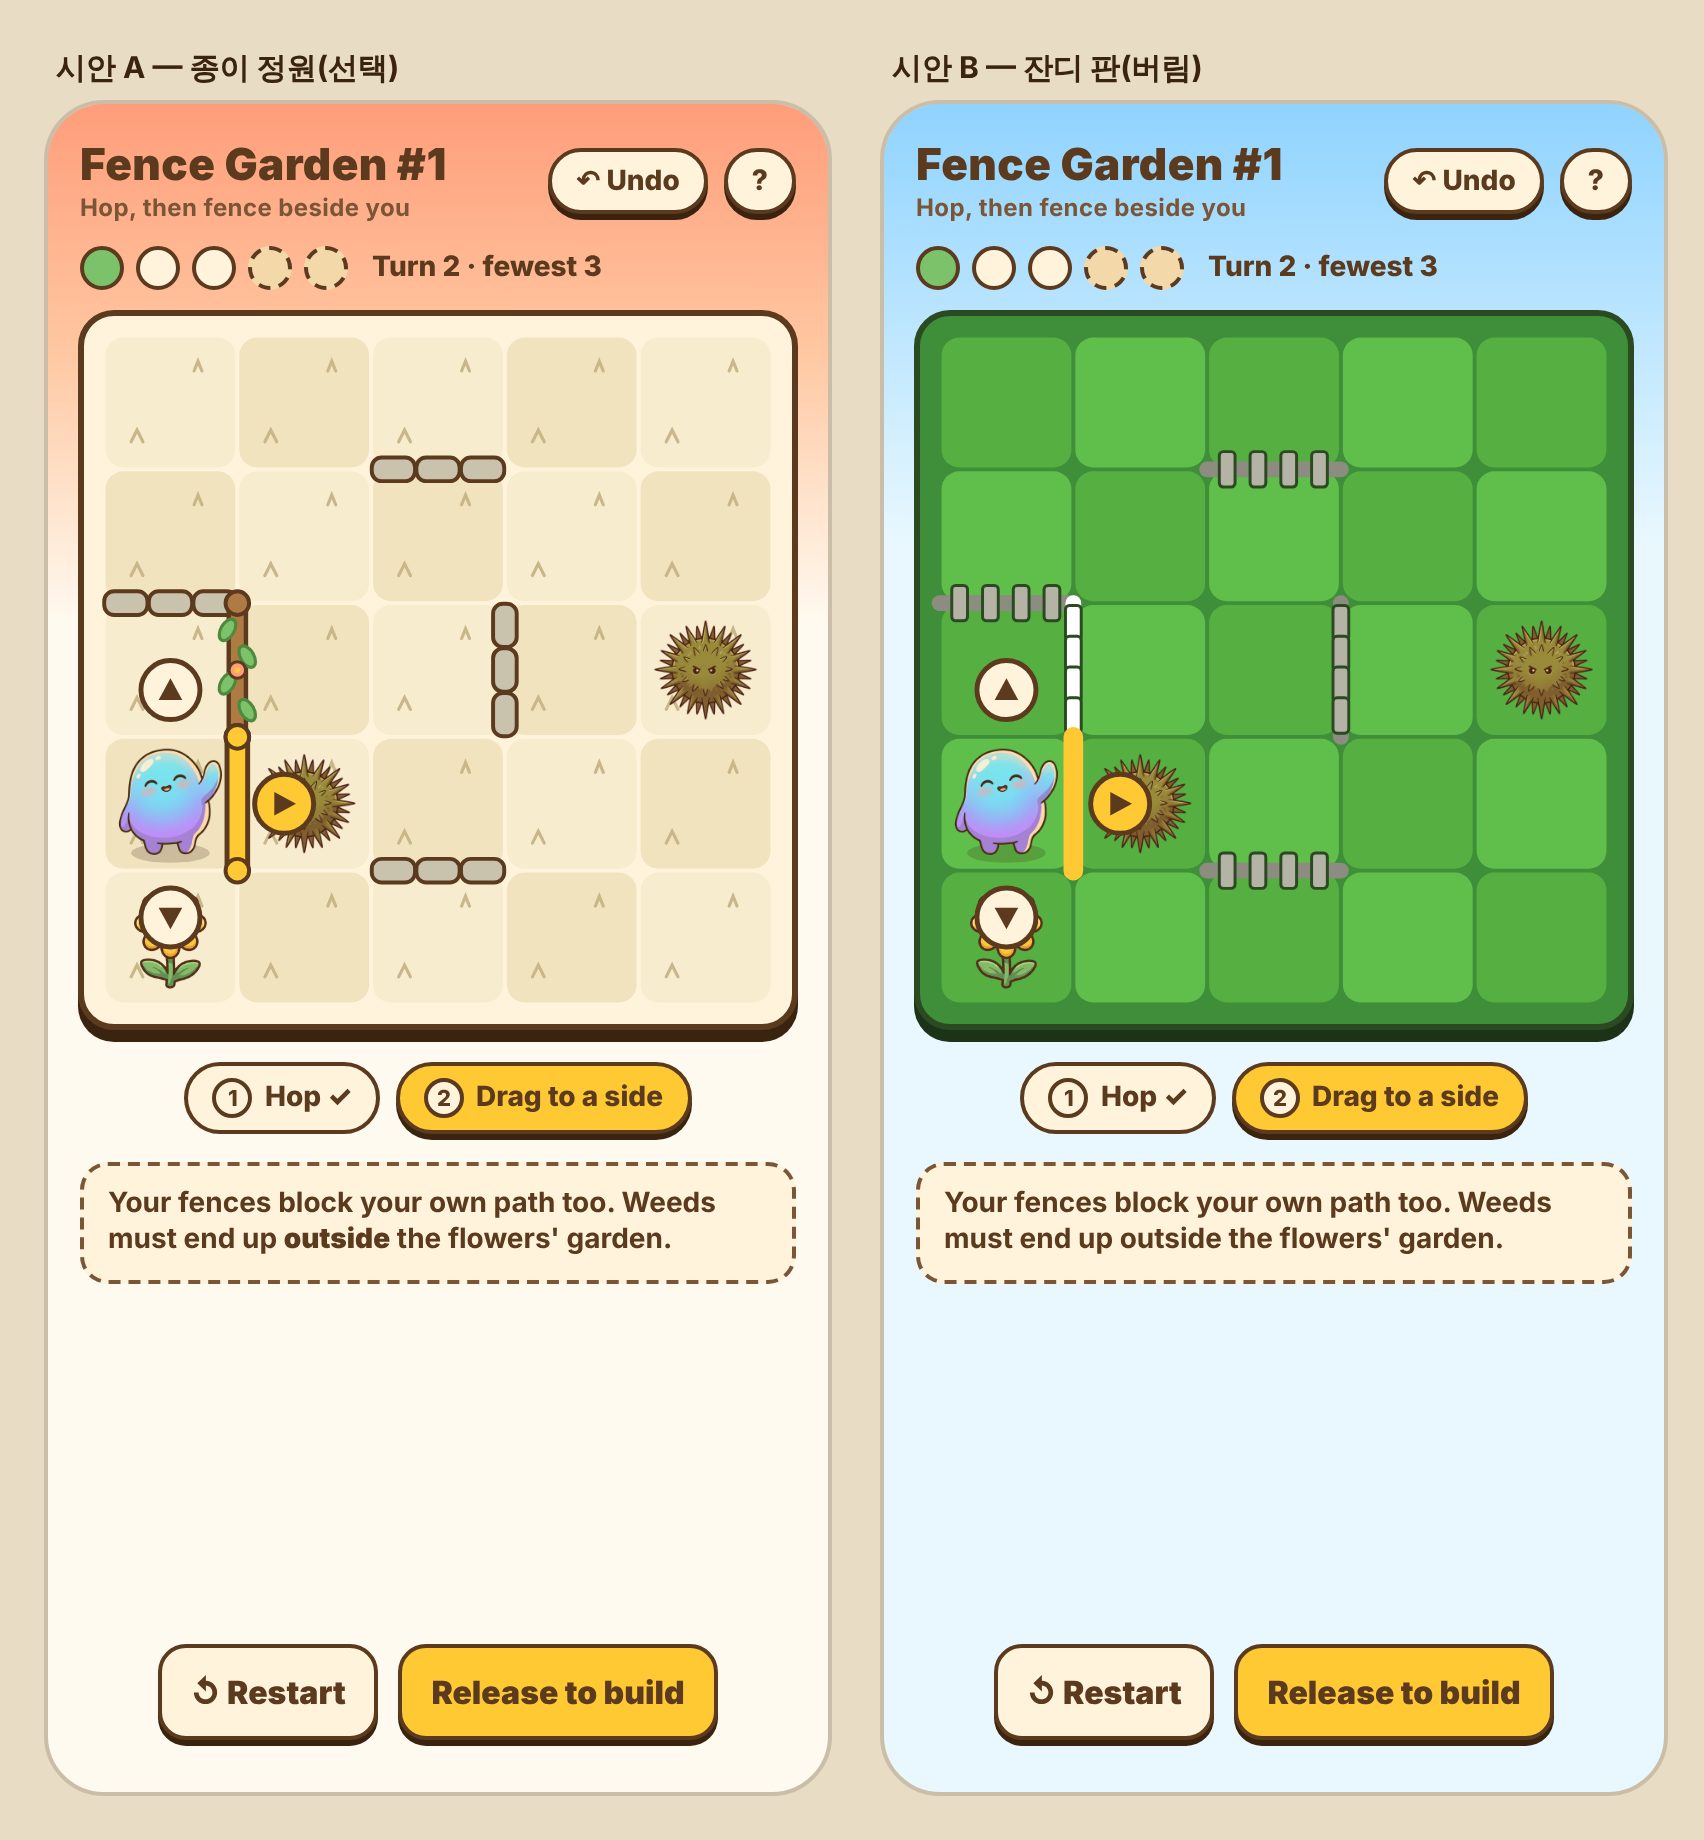 시안 A — 종이 정원(선택)
Fence Garden #1
Hop, then fence beside you
↶ Undo
?
Turn 2 · fewest 3
1 Hop ✓
2 Drag to a side
Your fences block your own path too. Weeds
must end up outside the flowers' garden.
↺ Restart
Release to build
시안 B — 잔디 판(버림)
Fence Garden #1
Hop, then fence beside you
↶ Undo
?
Turn 2 · fewest 3
1 Hop ✓
2 Drag to a side
Your fences block your own path too. Weeds
must end up outside the flowers' garden.
↺ Restart
Release to build